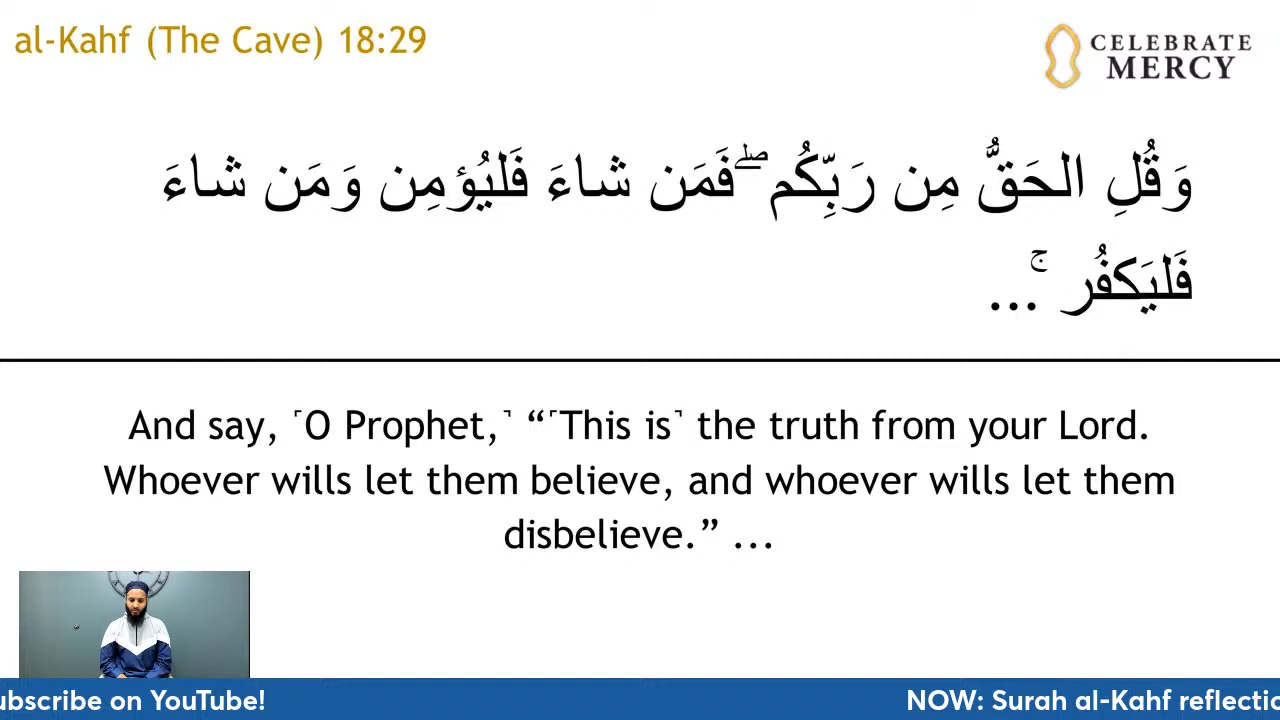 al-Kahf (The Cave) 18:29
CELEBRATE
MERCY
وَقُلِ الحَقُّ مِن رَبِّكُم ۖ فَمَن شاءَ فَليُؤمِن وَمَن شاءَ
فَليَكفُر ۚ ...
And say, ˹O Prophet,˺ “˹This is˺ the truth from your Lord.
Whoever wills let them believe, and whoever wills let them
disbelieve.” ...
ubscribe on YouTube!
NOW: Surah al-Kahf reflectio